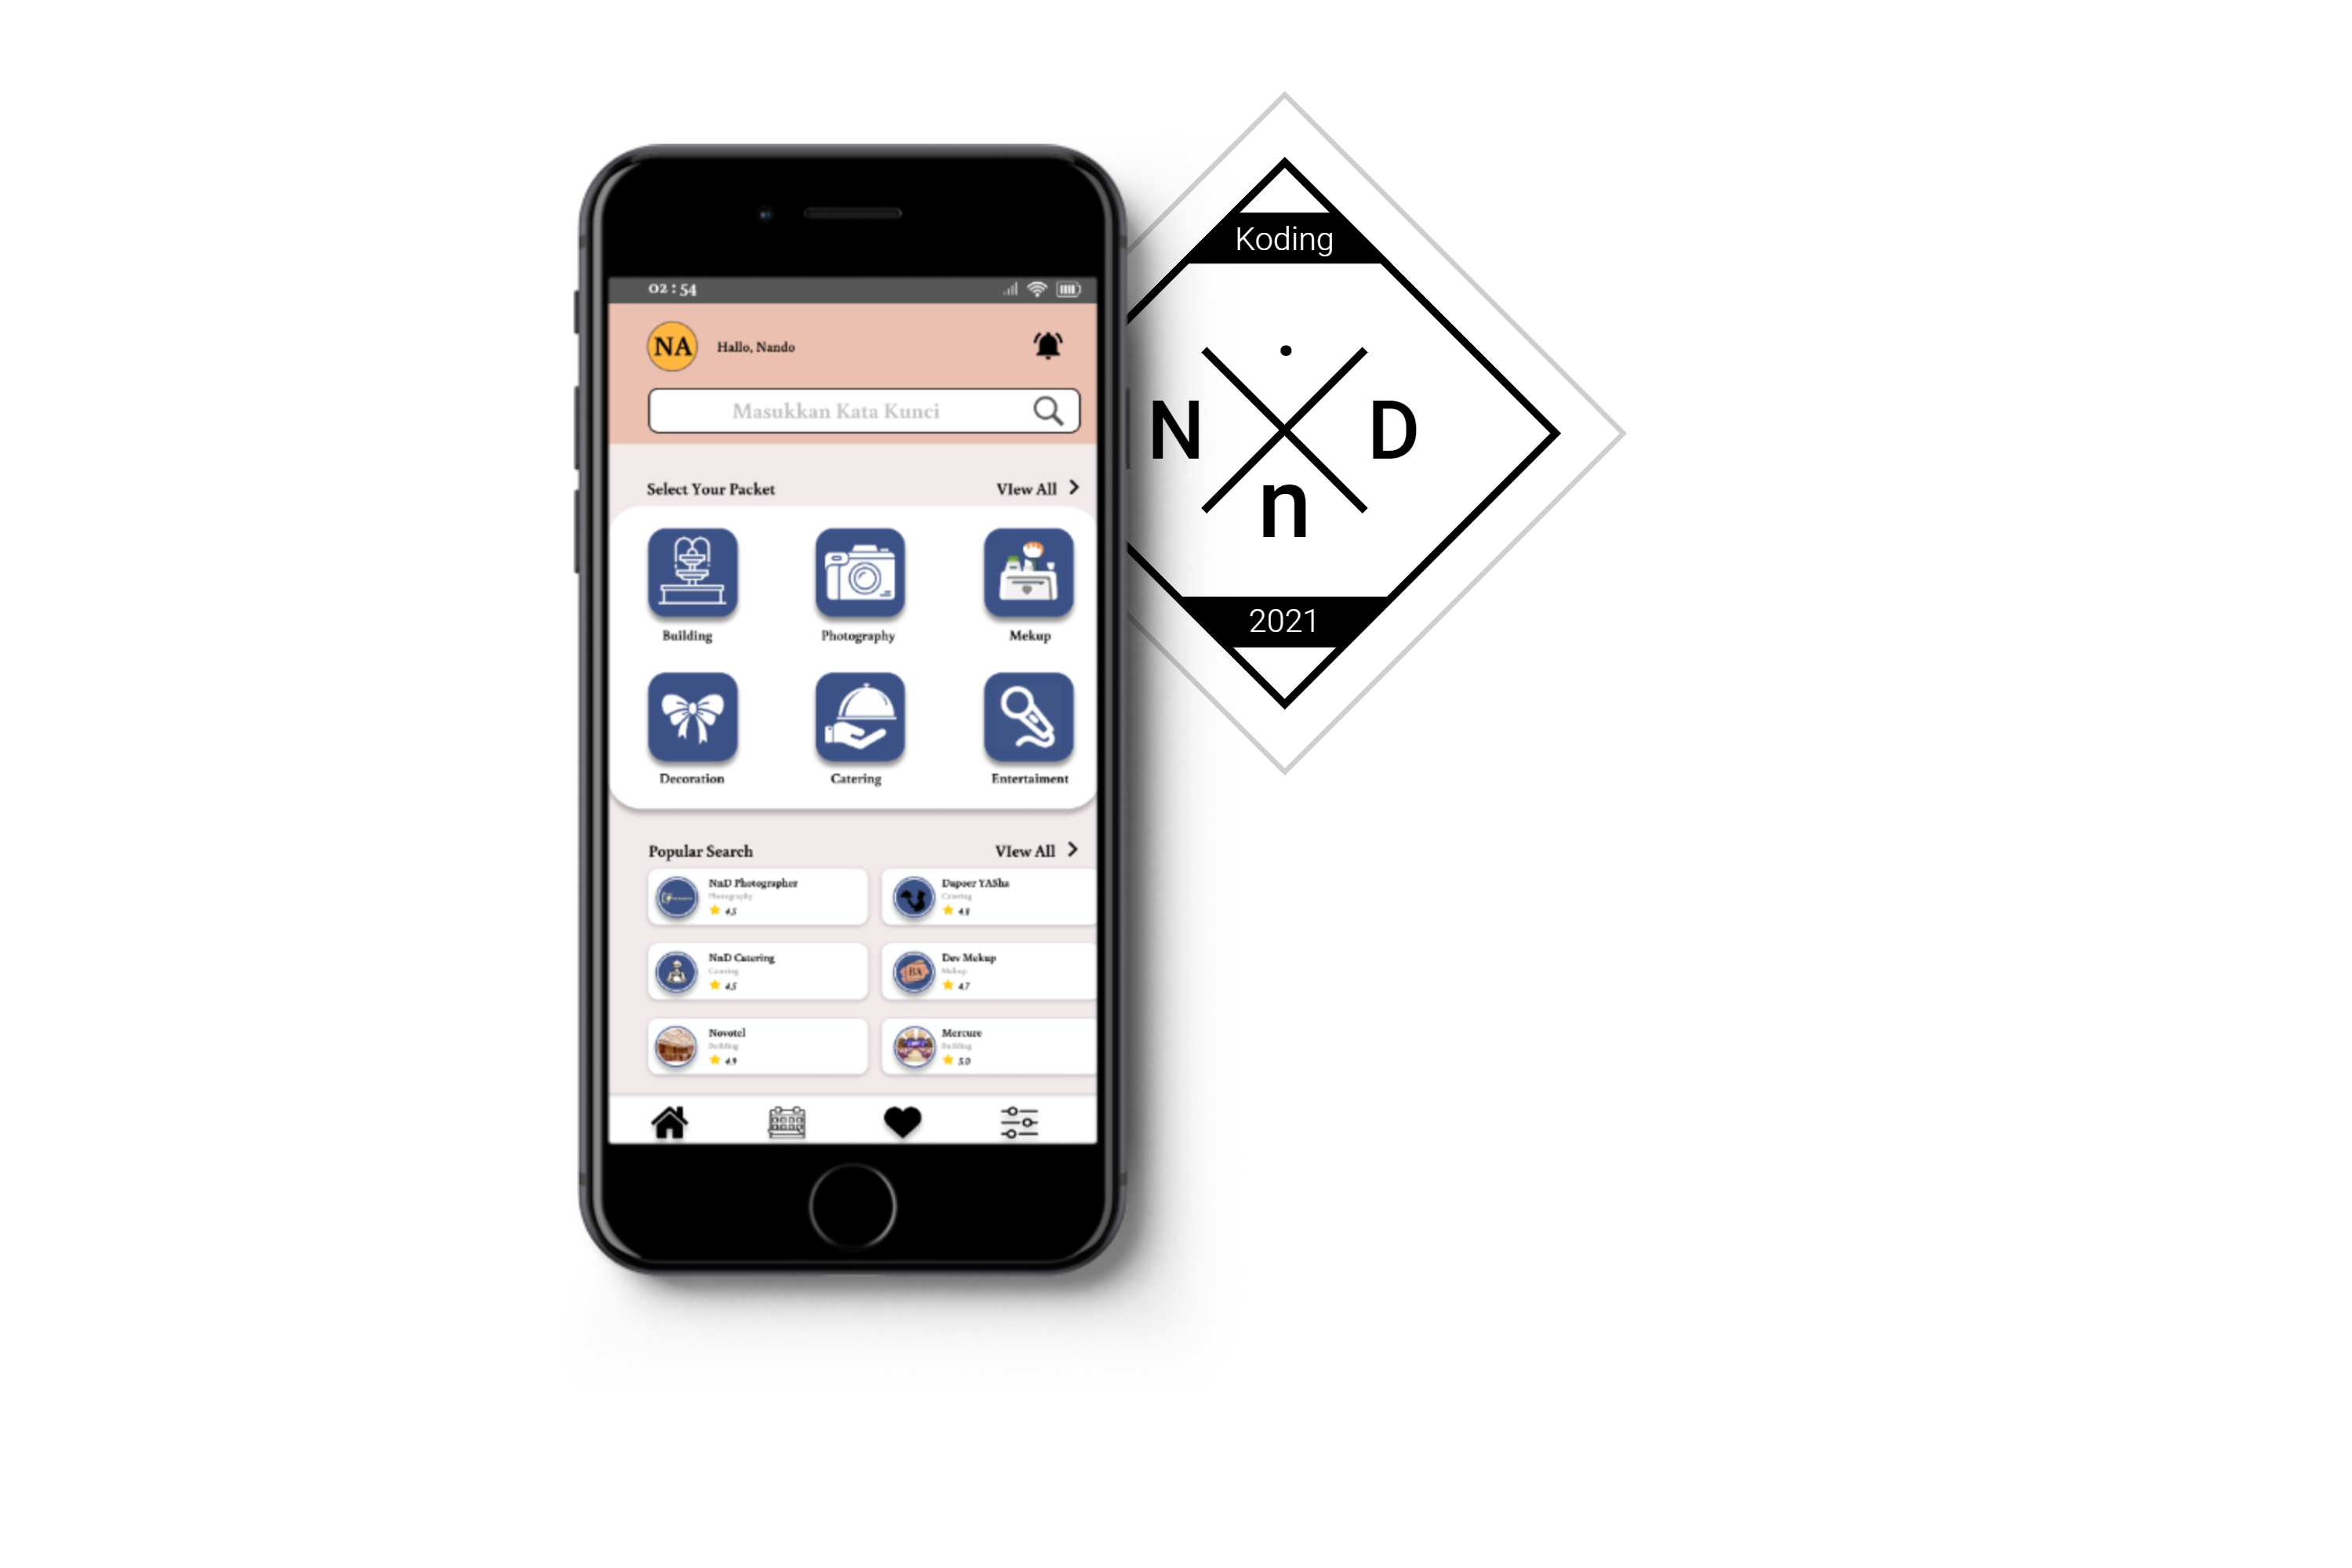 02 : 54
NA
Hallo, Nando
Masukkan Kata Kunci
Select Your Packet
VIew All
Building
Photography
Mekup
Decoration
Catering
Entertaiment
Popular Search
VIew All
NnD Photographer
Photography
4.5
Dapoer YASha
Catering
4.8
NnD Catering
Catering
4.5
Dev Mekup
Mekup
4.7
Novotel
Building
4.9
Mercure
Building
5.0
Koding
N D
n
2021